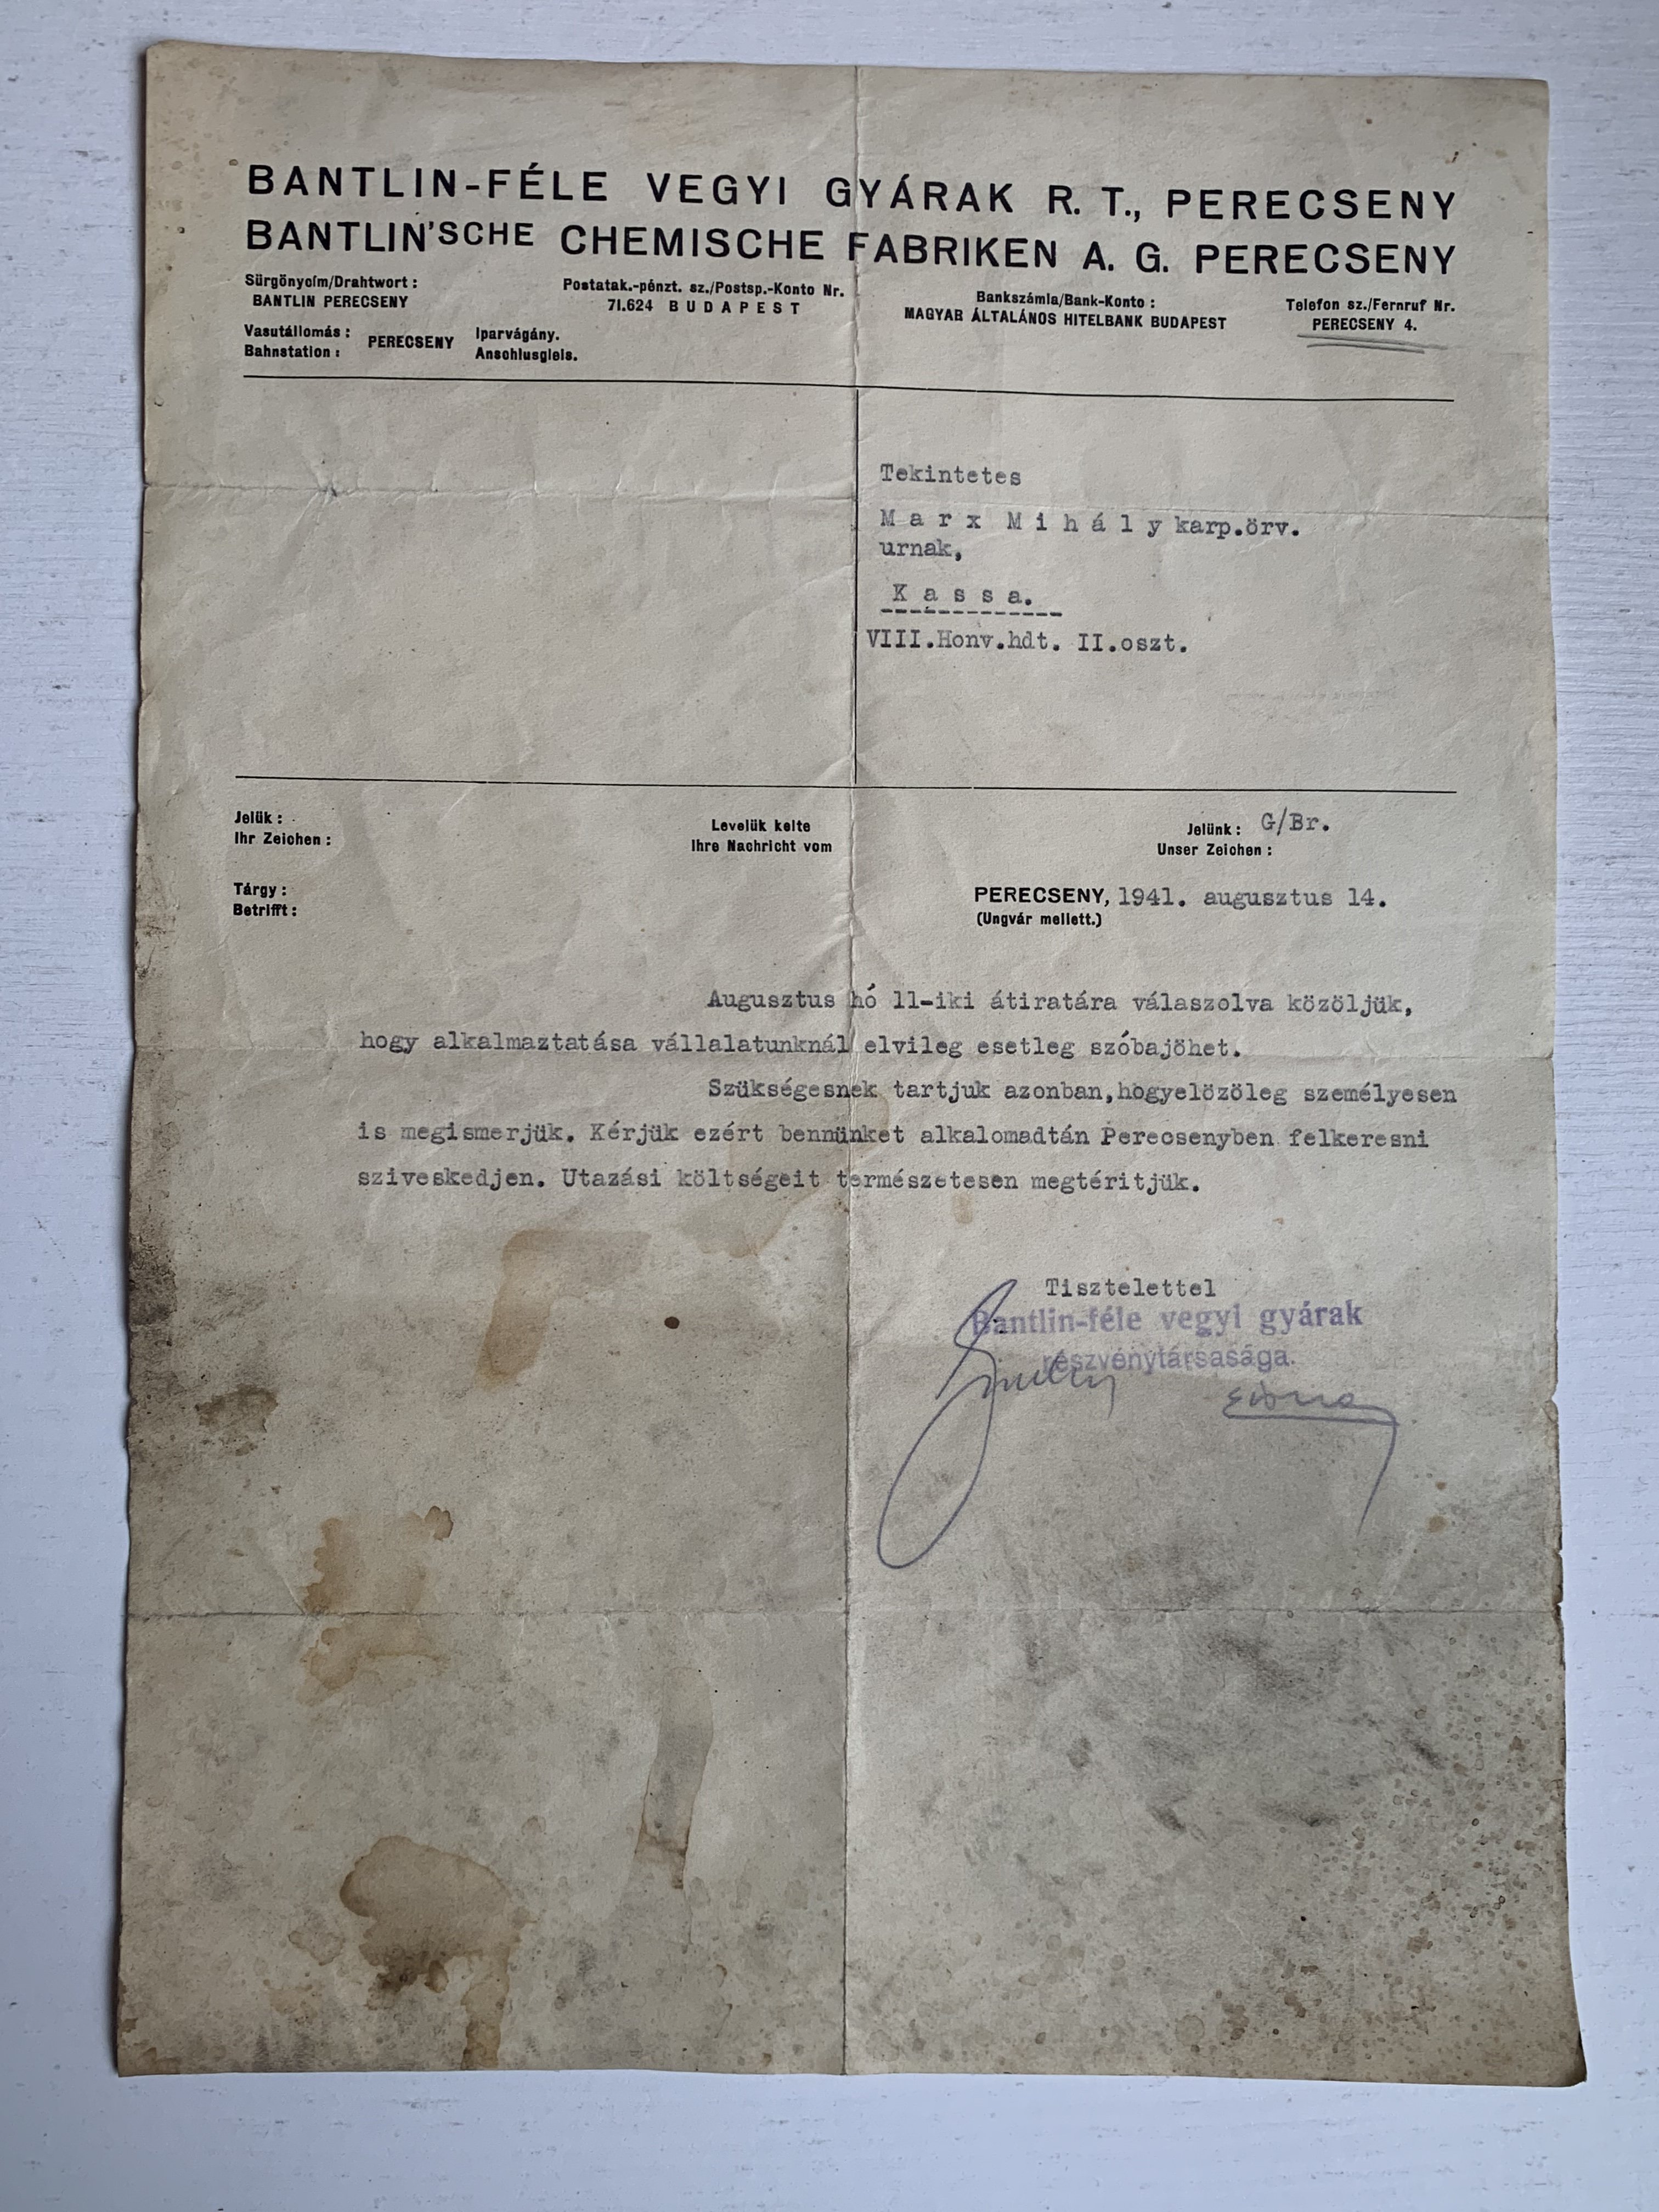 BANTLIN-FÉLE VEGYI GYÁRAK R. T., PERECSENY
BANTLIN'SCHE CHEMISCHE FABRIKEN A. G. PERECSENY
Sürgönycím/Drahtwort :
BANTLIN PERECSENY
Postatak.-pénzt. sz./Postsp.-Konto Nr.
71.624 BUDAPEST
Bankszámla/Bank-Konto :
MAGYAR ÁLTALÁNOS HITELBANK BUDAPEST
Telefon sz./Fernruf Nr.
PERECSENY 4.
Vasutállomás :
Bahnstation :
PERECSENY
Iparvágány.
Anschlusgleis.
Tekintetes
Marx Mihály karp.örv.
urnak,
Kassa.
VIII.Honv.hdt. II.oszt.
Jelük :
Ihr Zeichen :
Levelük kelte
Ihre Nachricht vom
Jelünk : G/Br.
Unser Zeichen :
Tárgy :
Betrifft :
PERECSENY, 1941. augusztus 14.
(Ungvár mellett.)
Augusztus hó 11-iki átiratára válaszolva közöljük,
hogy alkalmaztatása vállalatunknál elvileg esetleg szóbajöhet.
Szükségesnek tartjuk azonban,hogyelözöleg személyesen
is megismerjük. Kérjük ezért bennünket alkalomadtán Perecsenyben felkeresni
sziveskedjen. Utazási költségeit természetesen megtéritjük.
Tisztelettel
Bantlin-féle vegyi gyárak
részvénytársasága.